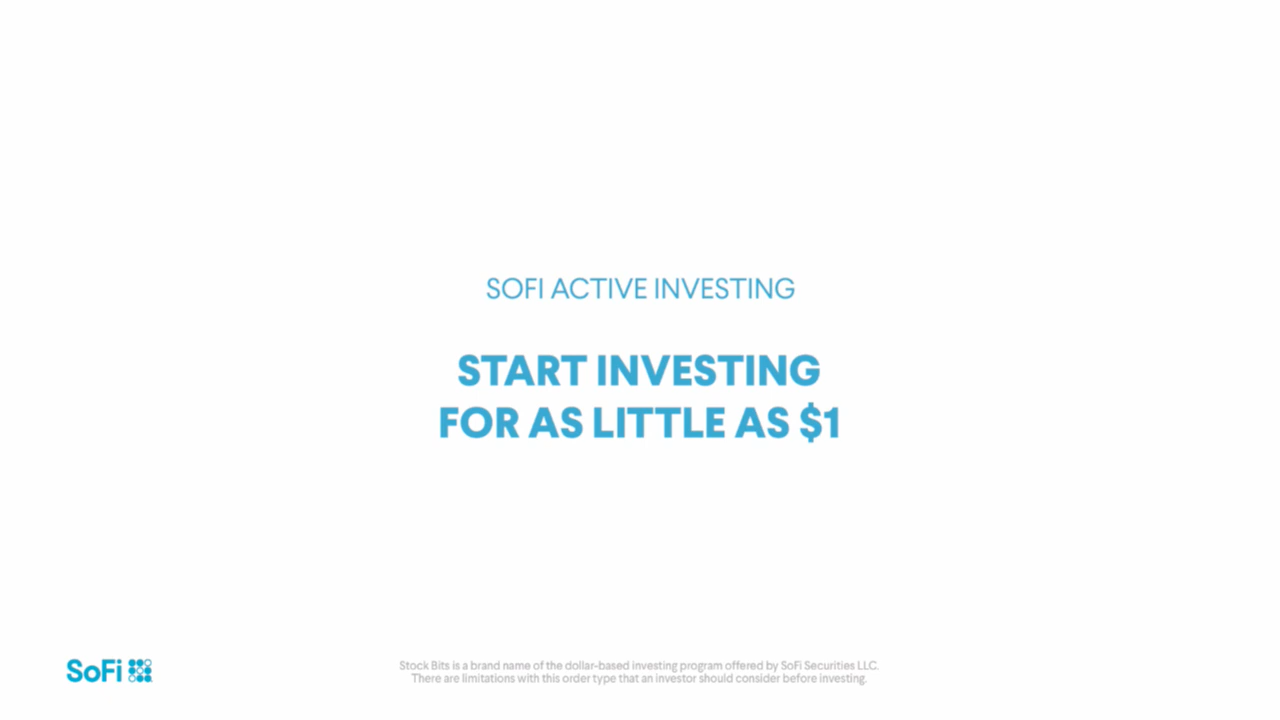 SOFI ACTIVE INVESTING
START INVESTING
FOR AS LITTLE AS $1
SoFi
Stock Bits is a brand name of the dollar-based investing program offered by SoFi Securities LLC.
There are limitations with this order type that an investor should consider before investing.